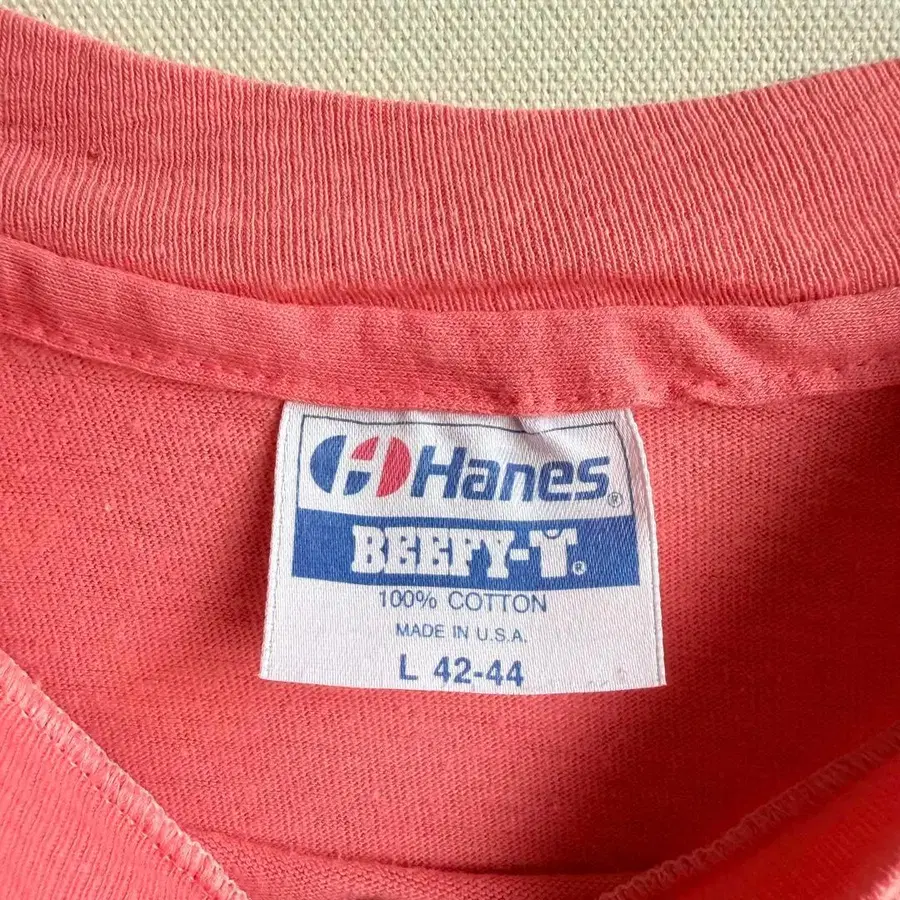 Hanes®
BEEFY-T®
100% COTTON
MADE IN U.S.A.
L 42-44